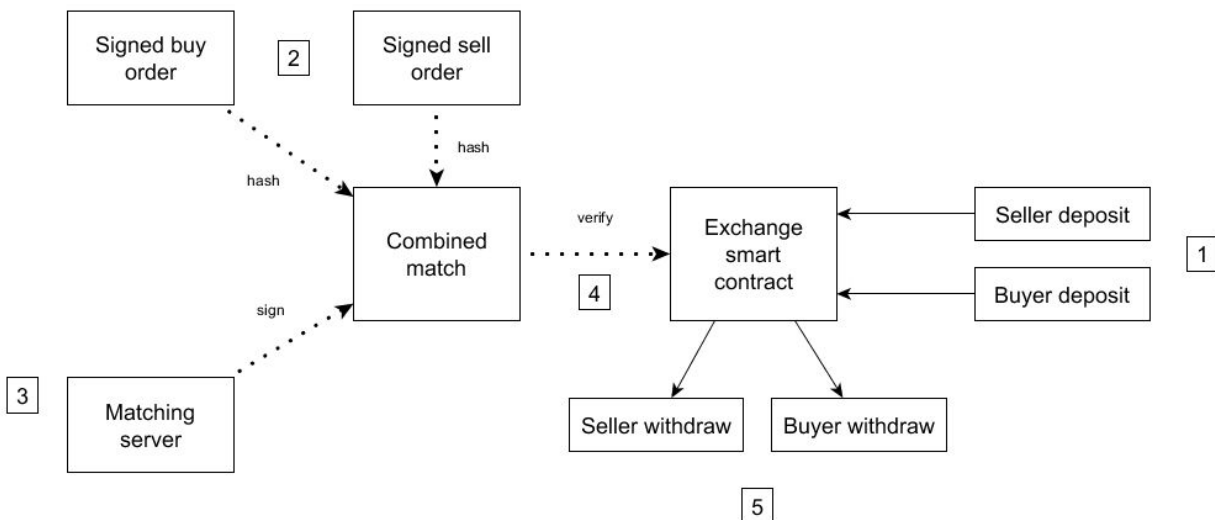 Signed buy
order
2
Signed sell
order
hash
hash
Combined
match
verify
4
Exchange
smart
contract
Seller deposit
Buyer deposit
1
sign
3
Matching
server
Seller withdraw
Buyer withdraw
5